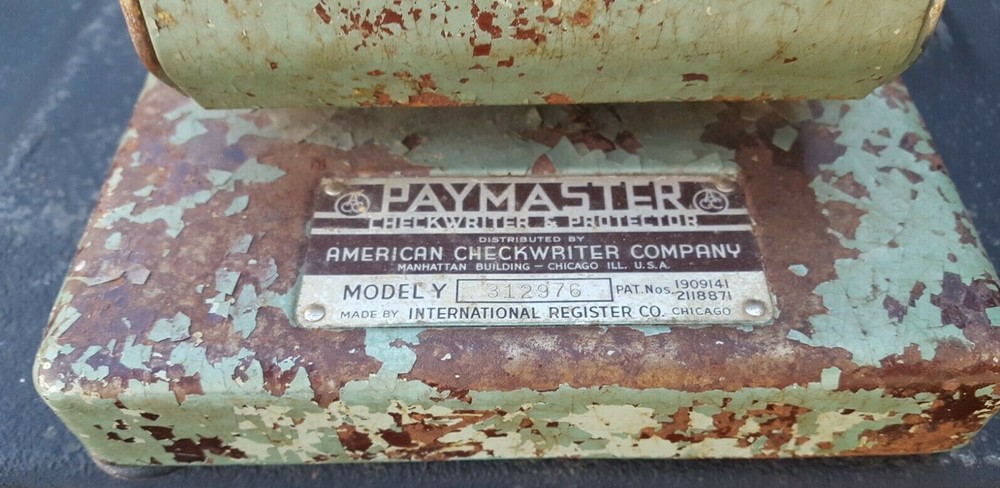 PAYMASTER
CHECKWRITER & PROTECTOR
DISTRIBUTED BY
AMERICAN CHECKWRITER COMPANY
MANHATTAN BUILDING — CHICAGO ILL. U.S.A.
MODEL Y 312976 PAT. Nos. 1909141
2118871
MADE BY INTERNATIONAL REGISTER CO. CHICAGO